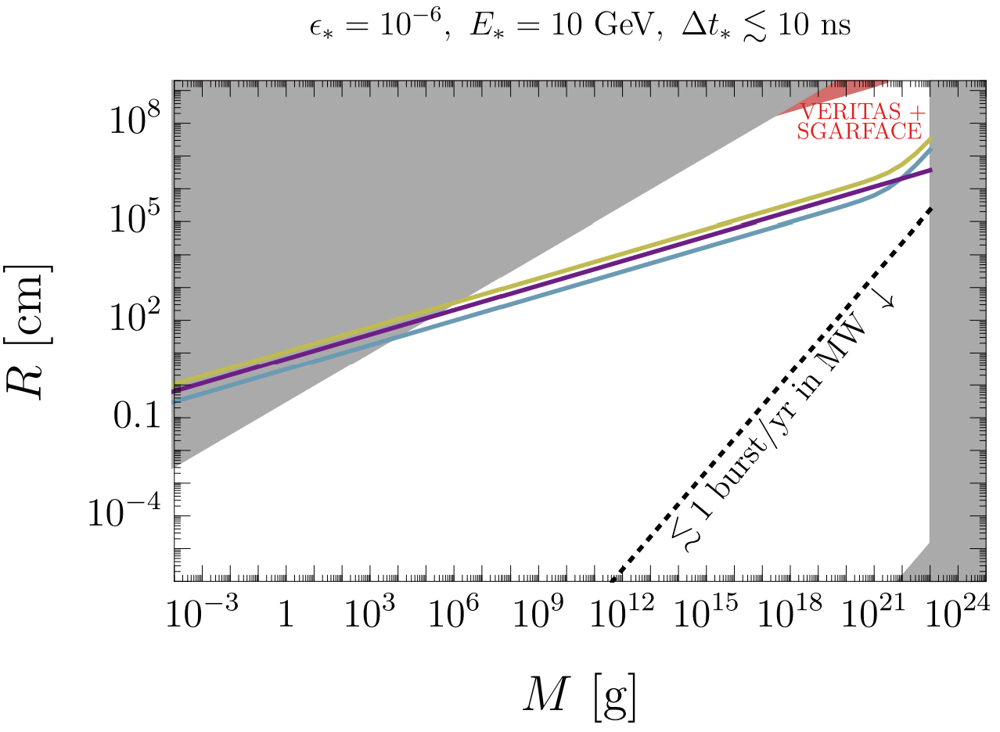 ϵ∗ = 10⁻⁶, E∗ = 10 GeV, Δt∗ ≲ 10 ns
VERITAS +
SGARFACE
10⁸
10⁵
10²
0.1
10⁻⁴
R [cm]
≲ 1 burst/yr in MW →
10⁻³ 1 10³ 10⁶ 10⁹ 10¹² 10¹⁵ 10¹⁸ 10²¹ 10²⁴
M [g]